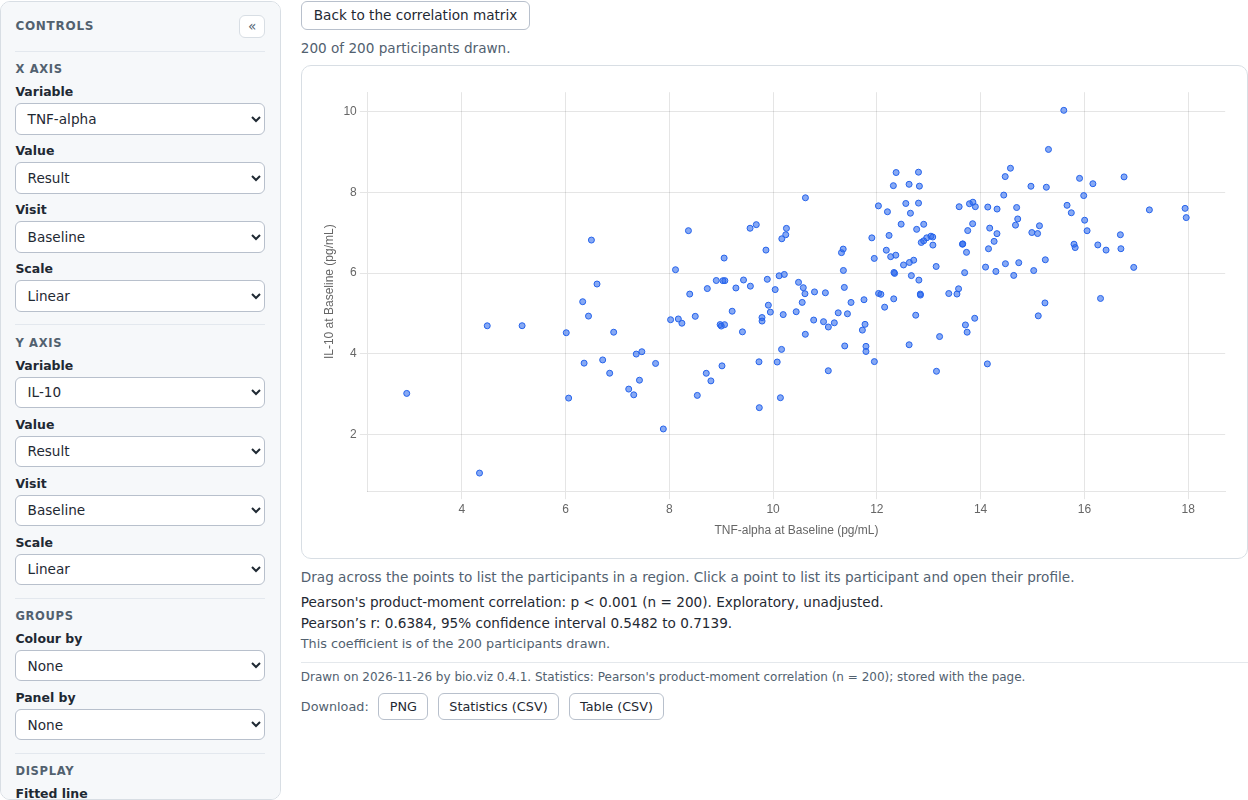 CONTROLS
«
X AXIS
Variable
TNF-alpha
Value
Result
Visit
Baseline
Scale
Linear
Y AXIS
Variable
IL-10
Value
Result
Visit
Baseline
Scale
Linear
GROUPS
Colour by
None
Panel by
None
DISPLAY
Fitted line
Back to the correlation matrix
200 of 200 participants drawn.
IL-10 at Baseline (pg/mL)
10
8
6
4
2
4 6 8 10 12 14 16 18
TNF-alpha at Baseline (pg/mL)
Drag across the points to list the participants in a region. Click a point to list its participant and open their profile.
Pearson's product-moment correlation: p < 0.001 (n = 200). Exploratory, unadjusted.
Pearson’s r: 0.6384, 95% confidence interval 0.5482 to 0.7139.
This coefficient is of the 200 participants drawn.
Drawn on 2026-11-26 by bio.viz 0.4.1. Statistics: Pearson's product-moment correlation (n = 200); stored with the page.
Download: PNG Statistics (CSV) Table (CSV)